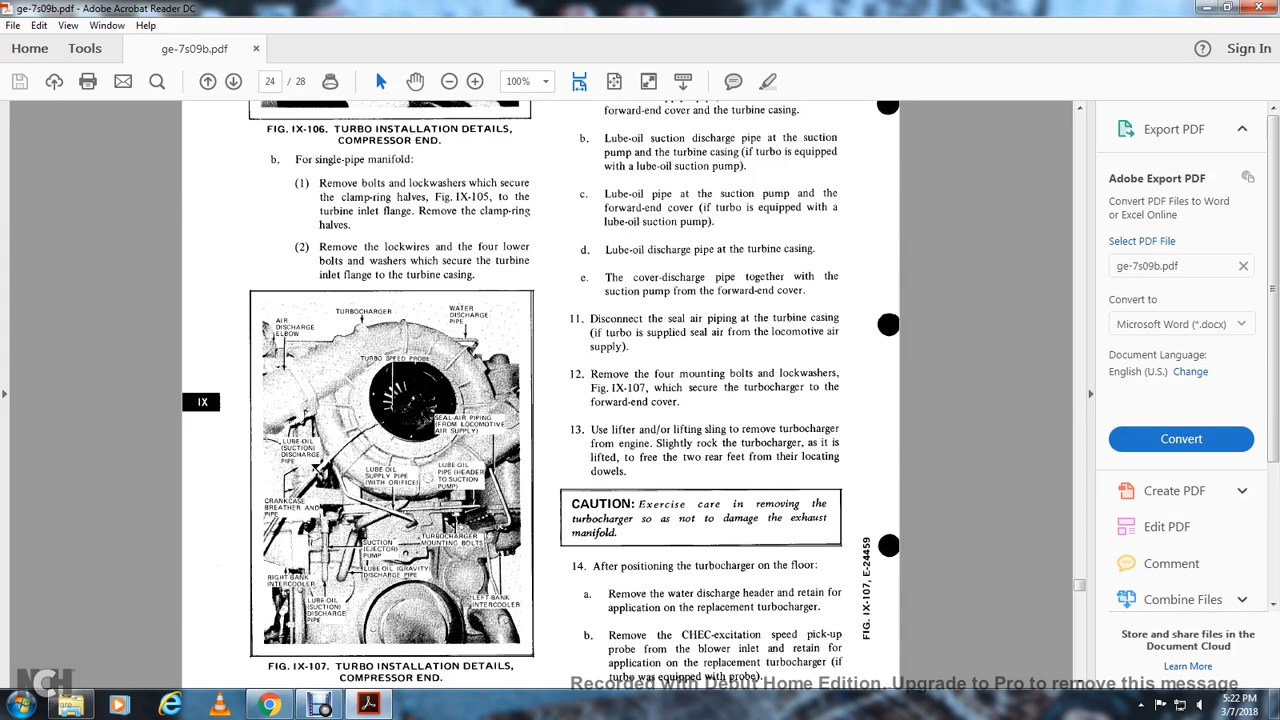 ge-7s09b.pdf - Adobe Acrobat Reader DC
File Edit View Window Help
Home Tools ge-7s09b.pdf × ? Sign In
24 / 28 100%
FIG. IX-106. TURBO INSTALLATION DETAILS,
COMPRESSOR END.
b. For single-pipe manifold:
(1) Remove bolts and lockwashers which secure
the clamp-ring halves, Fig. IX-105, to the
turbine inlet flange. Remove the clamp-ring
halves.
(2) Remove the lockwires and the four lower
bolts and washers which secure the turbine
inlet flange to the turbine casing.
IX
AIR
DISCHARGE
ELBOW
TURBOCHARGER
WATER
DISCHARGE
PIPE
TURBO SPEED PROBE
SEAL-AIR PIPING
(FROM LOCOMOTIVE
AIR SUPPLY)
LUBE-OIL
(SUCTION)
DISCHARGE
PIPE
LUBE-OIL
SUPPLY PIPE
(WITH ORIFICE)
LUBE-OIL
PIPE (HEADER
TO SUCTION
PUMP)
CRANKCASE
BREATHER AND
PIPE
SUCTION
(EJECTOR)
PUMP
TURBOCHARGER
MOUNTING BOLTS
LUBE-OIL (GRAVITY)
DISCHARGE PIPE
RIGHT BANK
INTERCOOLER
LUBE-OIL
(SUCTION)
DISCHARGE
PIPE
LEFT BANK
INTERCOOLER
FIG. IX-107. TURBO INSTALLATION DETAILS,
COMPRESSOR END.
forward-end cover and the turbine casing.
b. Lube-oil suction discharge pipe at the suction
pump and the turbine casing (if turbo is equipped
with a lube-oil suction pump).
c. Lube-oil pipe at the suction pump and the
forward-end cover (if turbo is equipped with a
lube-oil suction pump).
d. Lube-oil discharge pipe at the turbine casing.
e. The cover-discharge pipe together with the
suction pump from the forward-end cover.
11. Disconnect the seal air piping at the turbine casing
(if turbo is supplied seal air from the locomotive air
supply).
12. Remove the four mounting bolts and lockwashers,
Fig. IX-107, which secure the turbocharger to the
forward-end cover.
13. Use lifter and/or lifting sling to remove turbocharger
from engine. Slightly rock the turbocharger, as it is
lifted, to free the two rear feet from their locating
dowels.
CAUTION: Exercise care in removing the
turbocharger so as not to damage the exhaust
manifold.
14. After positioning the turbocharger on the floor:
a. Remove the water discharge header and retain for
application on the replacement turbocharger.
b. Remove the CHEC-excitation speed pick-up
probe from the blower inlet and retain for
application on the replacement turbocharger (if
turbo was equipped with probe).
FIG. IX-107, E-24459
Export PDF
Adobe Export PDF
Convert PDF Files to Word
or Excel Online
Select PDF File
ge-7s09b.pdf
Convert to
Microsoft Word (*.docx)
Document Language:
English (U.S.) Change
Convert
Create PDF
Edit PDF
Comment
Combine Files
Store and share files in the
Document Cloud
Learn More
NCH
Recorded with Debut Home Edition. Upgrade to Pro to remove this message
5:22 PM
3/7/2018